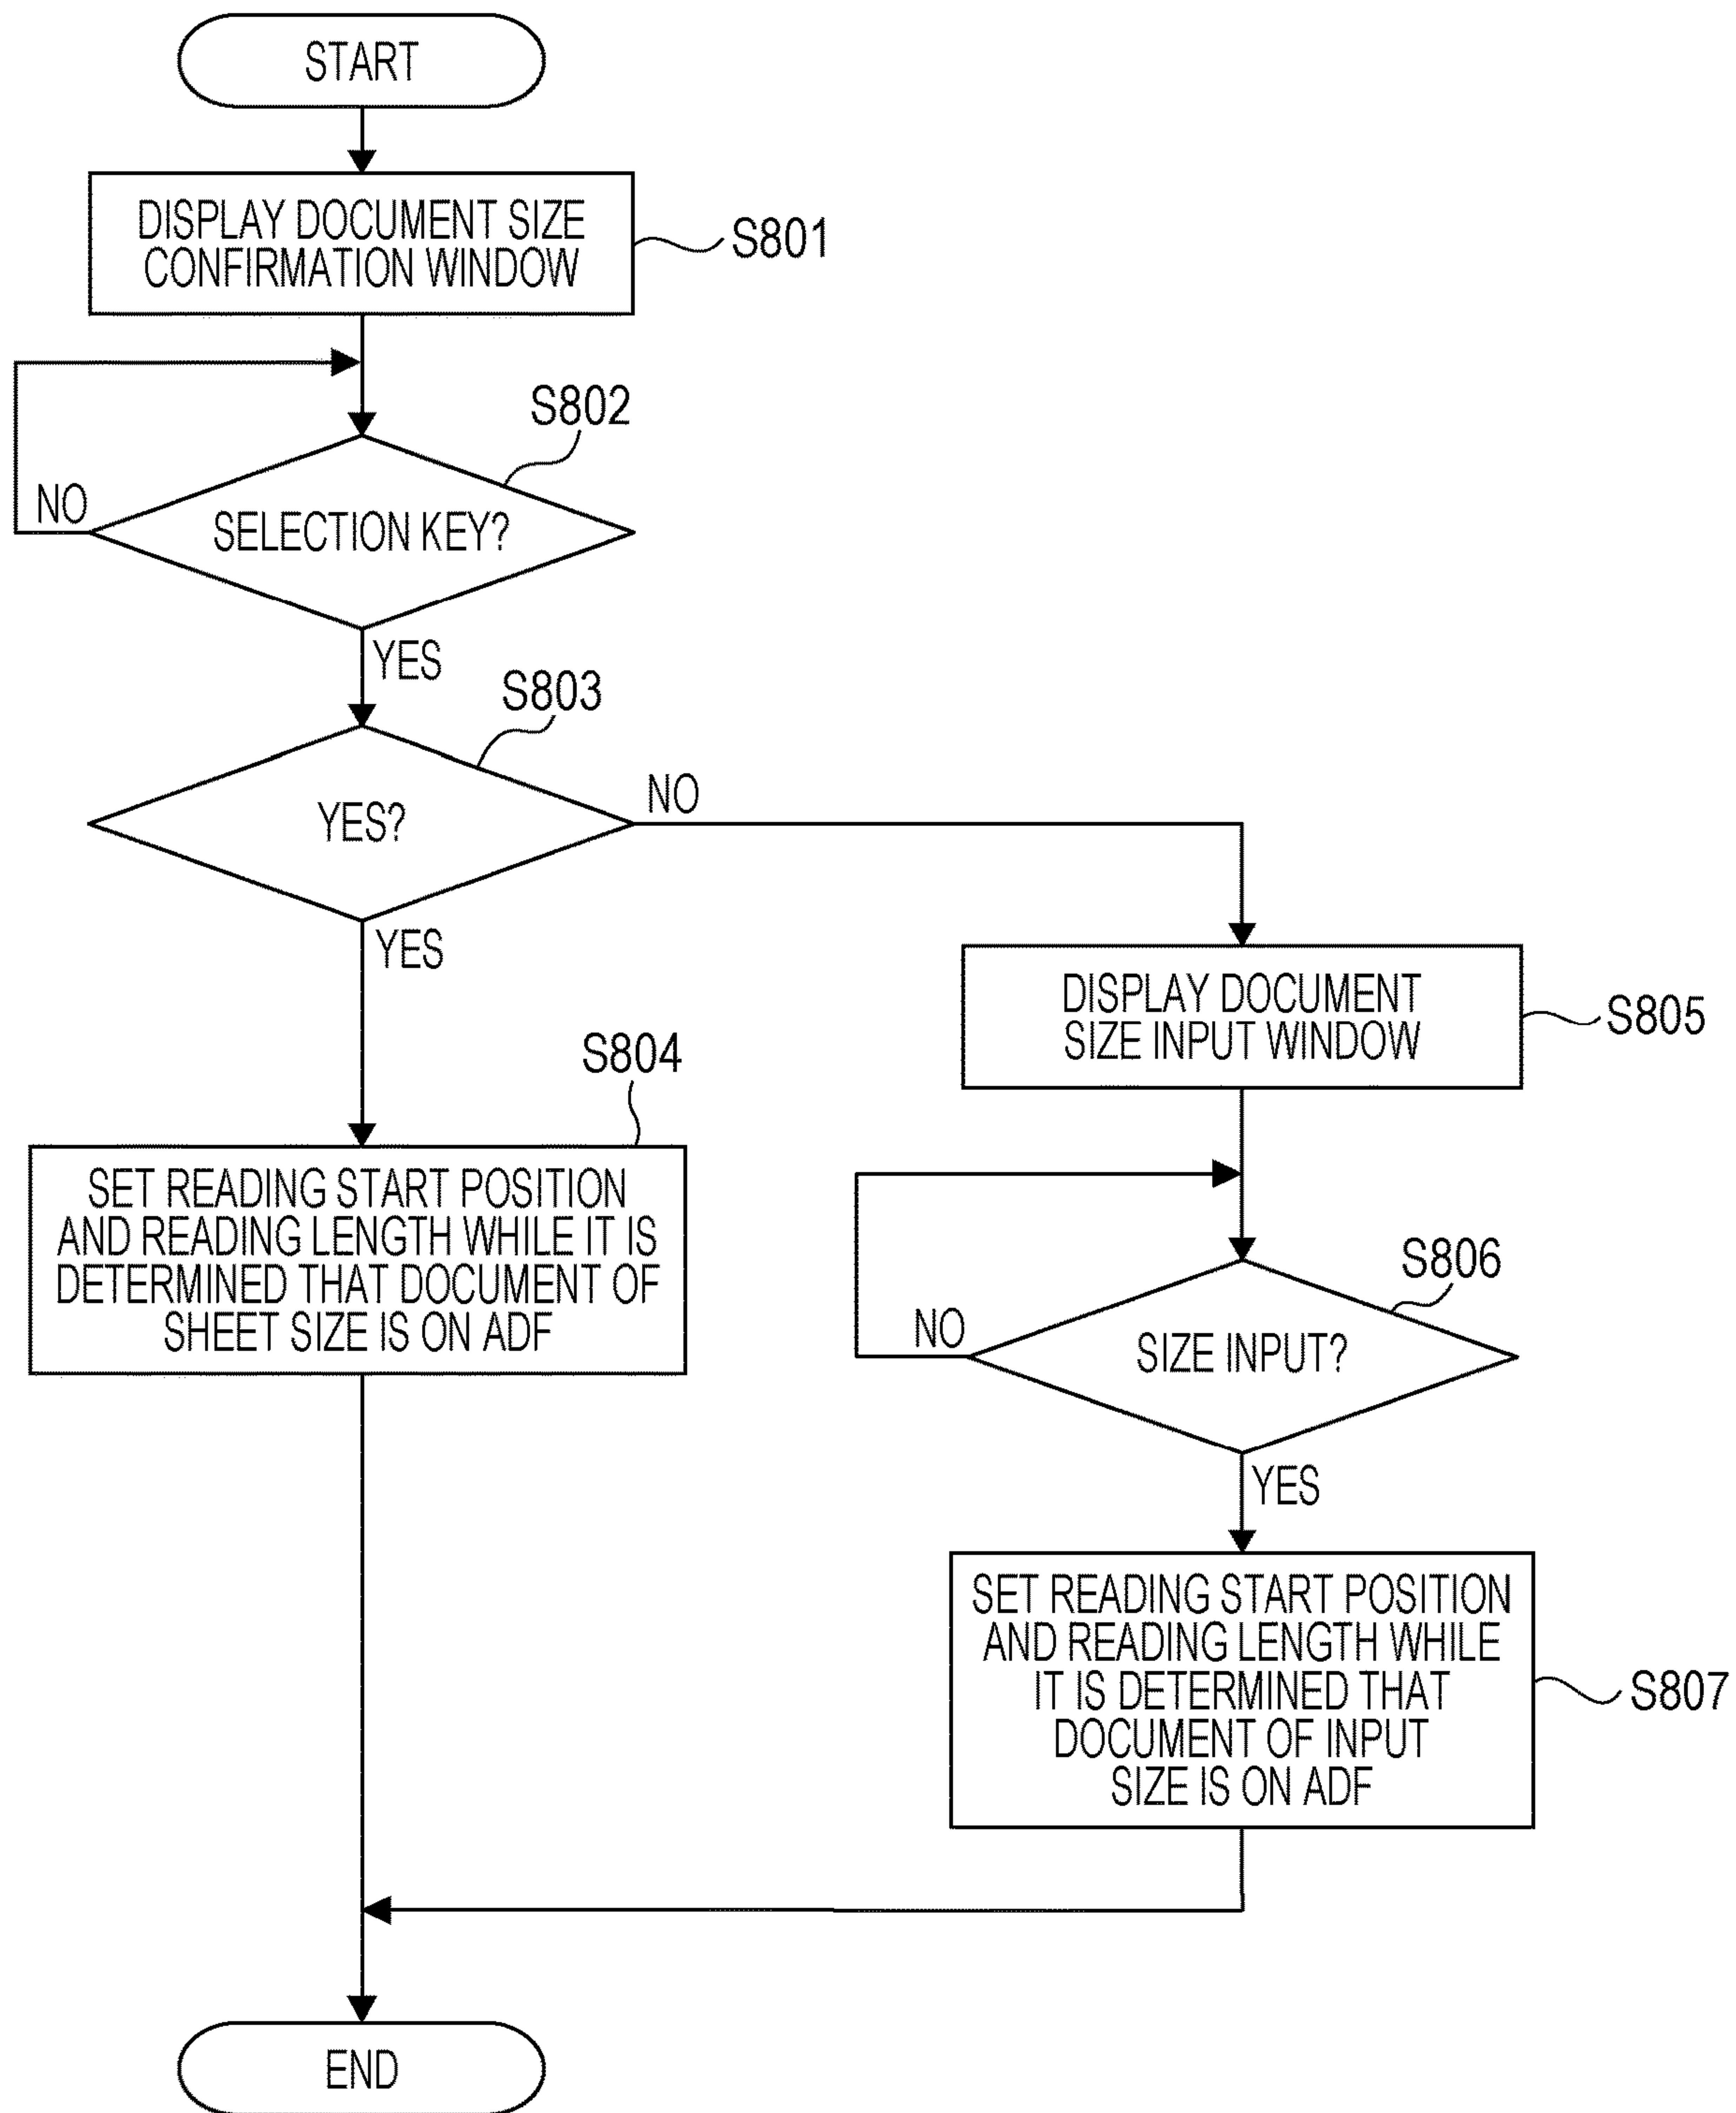 START
DISPLAY DOCUMENT SIZE
CONFIRMATION WINDOW
S801
S802
NO
SELECTION KEY?
YES
S803
YES?
NO
YES
DISPLAY DOCUMENT
SIZE INPUT WINDOW
S805
S804
SET READING START POSITION
AND READING LENGTH WHILE IT IS
DETERMINED THAT DOCUMENT OF
SHEET SIZE IS ON ADF
S806
NO
SIZE INPUT?
YES
SET READING START POSITION
AND READING LENGTH WHILE
IT IS DETERMINED THAT
DOCUMENT OF INPUT
SIZE IS ON ADF
S807
END